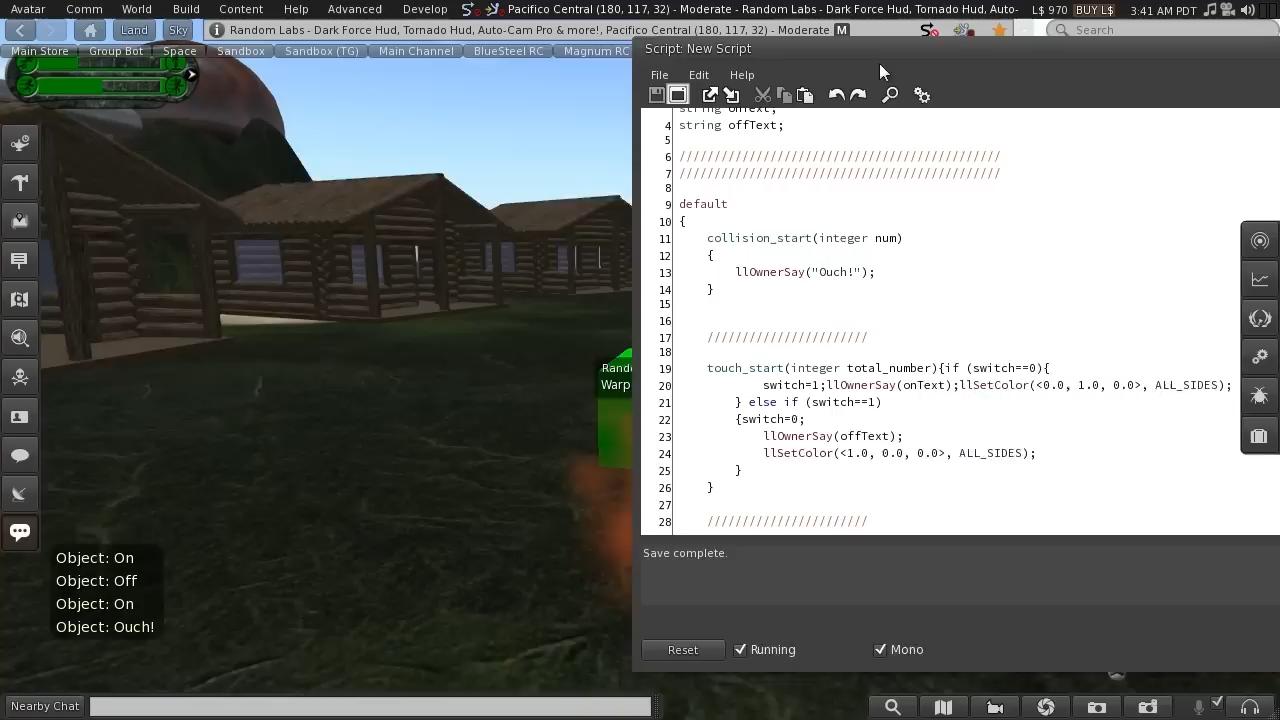 Avatar Comm World Build Content Help Advanced Develop Pacifico Central (180, 117, 32) - Moderate - Random Labs - Dark Force Hud, Tornado Hud, Auto- L$ 970 BUY L$ 3:41 AM PDT
Land Sky Random Labs - Dark Force Hud, Tornado Hud, Auto-Cam Pro & more!, Pacifico Central (180, 117, 32) - Moderate M Search
Main Store Group Bot Space Sandbox Sandbox (TG) Main Channel BlueSteel RC Magnum RC
Script: New Script
File Edit Help
string onText;
4 string offText;
5
6 //////////////////////////////////////////////
7 //////////////////////////////////////////////
8
9 default
10 {
11 collision_start(integer num)
12 {
13 llOwnerSay("Ouch!");
14 }
15
16
17 ///////////////////////
18
19 touch_start(integer total_number){if (switch==0){
20 switch=1;llOwnerSay(onText);llSetColor(<0.0, 1.0, 0.0>, ALL_SIDES);
21 } else if (switch==1)
22 {switch=0;
23 llOwnerSay(offText);
24 llSetColor(<1.0, 0.0, 0.0>, ALL_SIDES);
25 }
26 }
27
28 ///////////////////////
Warp
Save complete.
Object: On
Object: Off
Object: On
Object: Ouch!
Reset Running Mono
Nearby Chat